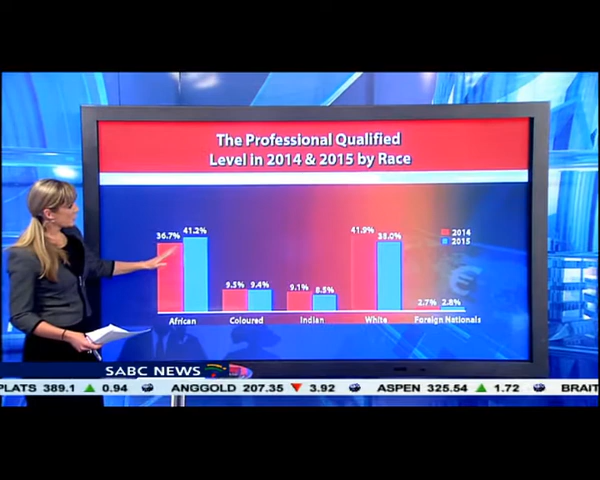 The Professional Qualified
Level in 2014 & 2015 by Race
36.7% 41.2%
9.5% 9.4%
9.1% 8.5%
41.9% 38.0%
2.7% 2.8%
2014
2015
African Coloured Indian White Foreign Nationals
SABC NEWS
PLATS 389.1 0.94 ANGGOLD 207.35 3.92 ASPEN 325.54 1.72 BRAIT